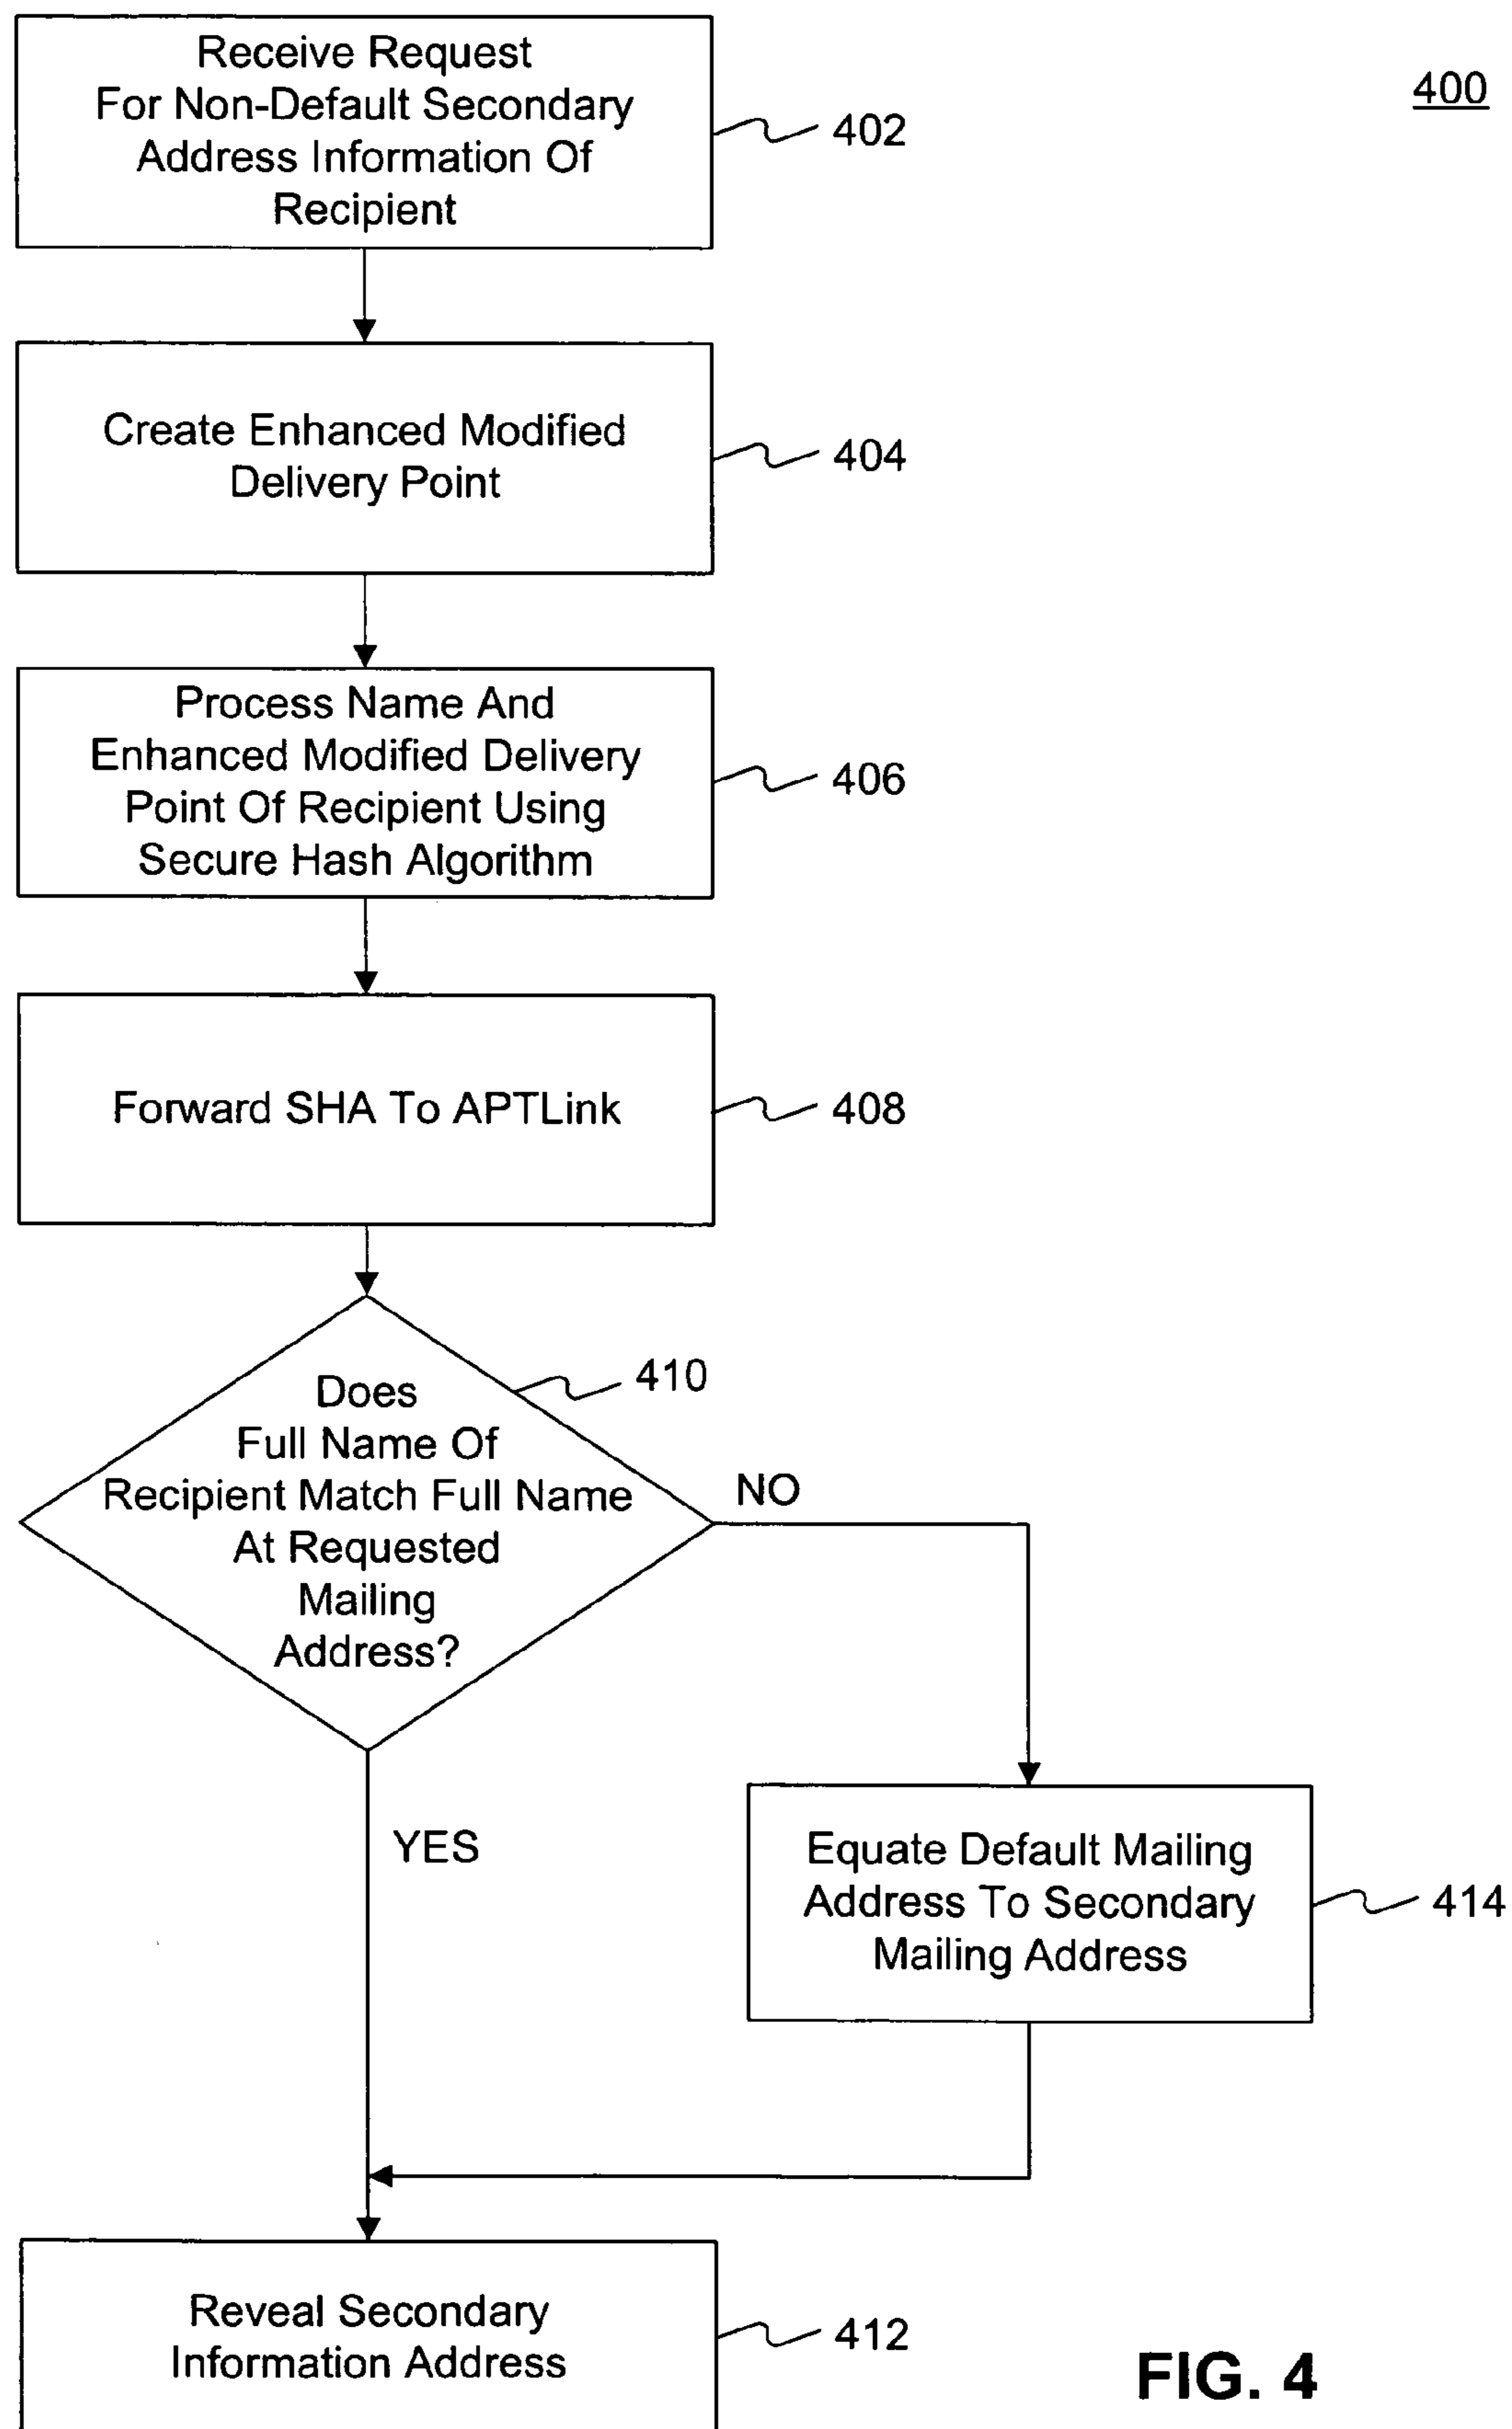 400
Receive Request
For Non-Default Secondary
Address Information Of
Recipient
402
Create Enhanced Modified
Delivery Point
404
Process Name And
Enhanced Modified Delivery
Point Of Recipient Using
Secure Hash Algorithm
406
Forward SHA To APTLink
408
Does
Full Name Of
Recipient Match Full Name
At Requested
Mailing
Address?
410
NO
YES
Equate Default Mailing
Address To Secondary
Mailing Address
414
Reveal Secondary
Information Address
412
FIG. 4